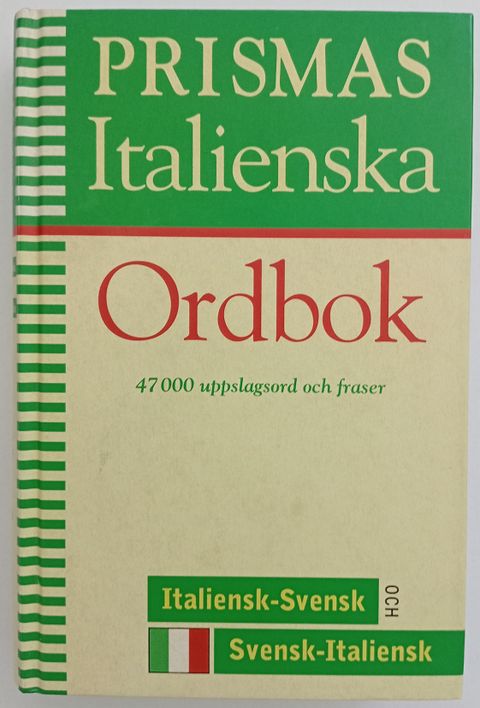 PRISMAS
Italienska
Ordbok
47 000 uppslagsord och fraser
Italiensk-Svensk
OCH
Svensk-Italiensk